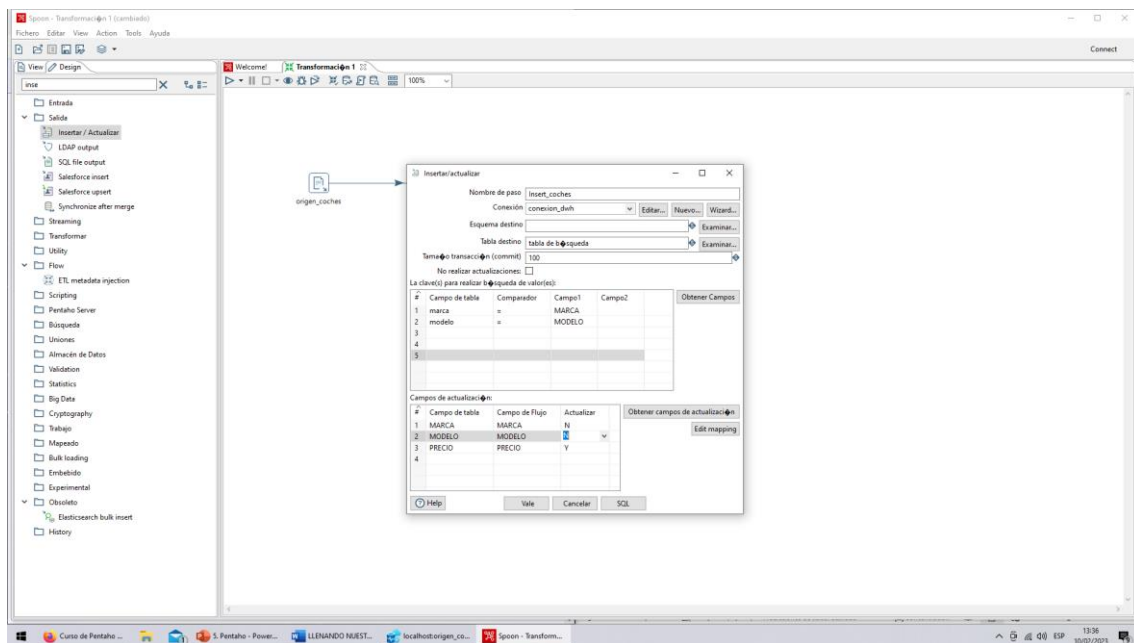 Spoon - Transformaci�n 1 (cambiado)
Fichero Editar View Action Tools Ayuda
Connect
View Design
Welcome! Transformaci�n 1
inse
100%
Entrada
Salida
Insertar / Actualizar
LDAP output
SQL file output
Salesforce insert
Salesforce upsert
Synchronize after merge
Streaming
Transformar
Utility
Flow
ETL metadata injection
Scripting
Pentaho Server
Búsqueda
Uniones
Almacén de Datos
Validation
Statistics
Big Data
Cryptography
Trabajo
Mapeado
Bulk loading
Embebido
Experimental
Obsoleto
Elasticsearch bulk insert
History
origen_coches
Insertar/actualizar
Nombre de paso Insert_coches
Conexión conexion_dwh Editar... Nuevo... Wizard...
Esquema destino Examinar...
Tabla destino tabla de b�squeda Examinar...
Tama�o transacci�n (commit) 100
No realizar actualizaciones:
La clave(s) para realizar b�squeda de valor(es):
# Campo de tabla Comparador Campo1 Campo2 Obtener Campos
1 marca = MARCA
2 modelo = MODELO
3
4
5
Campos de actualizaci�n:
# Campo de tabla Campo de Flujo Actualizar Obtener campos de actualizaci�n
1 MARCA MARCA N Edit mapping
2 MODELO MODELO N
3 PRECIO PRECIO Y
4
Help Vale Cancelar SQL
Curso de Pentaho ... S. Pentaho - Power... LLENANDO NUEST... localhost:origen_co... Spoon - Transform... ESP 13:36
10/02/2023